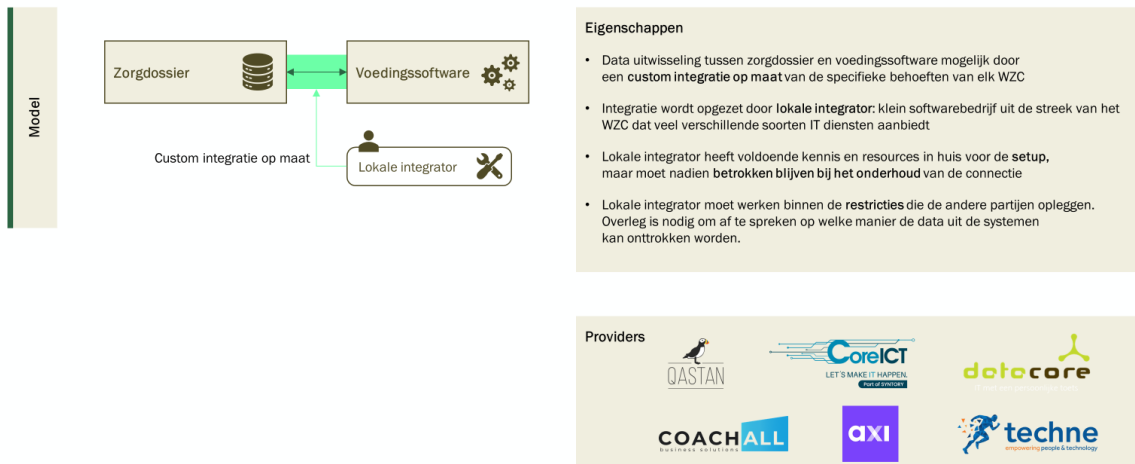 Model
Zorgdossier
Voedingssoftware
Custom integratie op maat
Lokale integrator
Eigenschappen
• Data uitwisseling tussen zorgdossier en voedingssoftware mogelijk door
een custom integratie op maat van de specifieke behoeften van elk WZC
• Integratie wordt opgezet door lokale integrator: klein softwarebedrijf uit de streek van het
WZC dat veel verschillende soorten IT diensten aanbiedt
• Lokale integrator heeft voldoende kennis en resources in huis voor de setup,
maar moet nadien betrokken blijven bij het onderhoud van de connectie
• Lokale integrator moet werken binnen de restricties die de andere partijen opleggen.
Overleg is nodig om af te spreken op welke manier de data uit de systemen
kan onttrokken worden.
Providers
QASTAN
CoreICT
LET'S MAKE IT HAPPEN.
Part of SYNTORY
datacore
COACHALL
business solutions
axi
techne
empowering people & technology